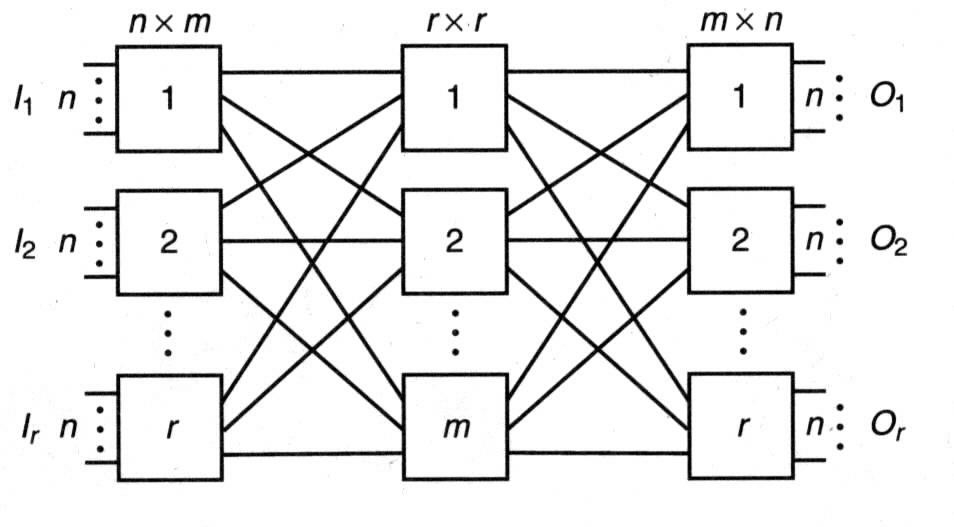 n × m r × r m × n
I₁ n ⋮ 1 1 1 n ⋮ O₁
I₂ n ⋮ 2 2 2 n ⋮ O₂
⋮ ⋮ ⋮
Iᵣ n ⋮ r m r n ⋮ Oᵣ